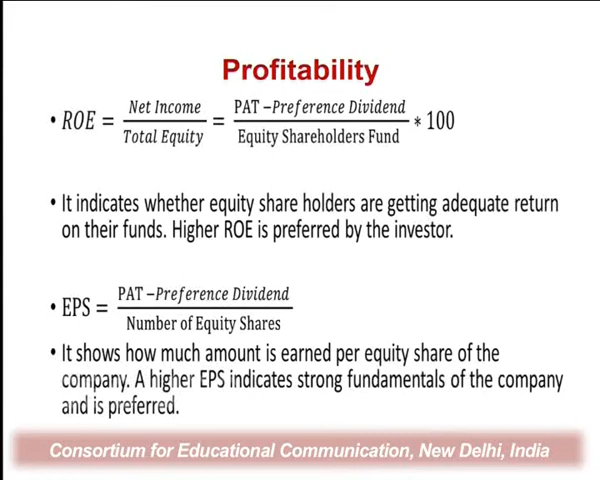 Profitability
• ROE = Net Income / Total Equity = PAT −Preference Dividend / Equity Shareholders Fund * 100
• It indicates whether equity share holders are getting adequate return
on their funds. Higher ROE is preferred by the investor.
• EPS = PAT −Preference Dividend / Number of Equity Shares
• It shows how much amount is earned per equity share of the
company. A higher EPS indicates strong fundamentals of the company
and is preferred.
Consortium for Educational Communication, New Delhi, India